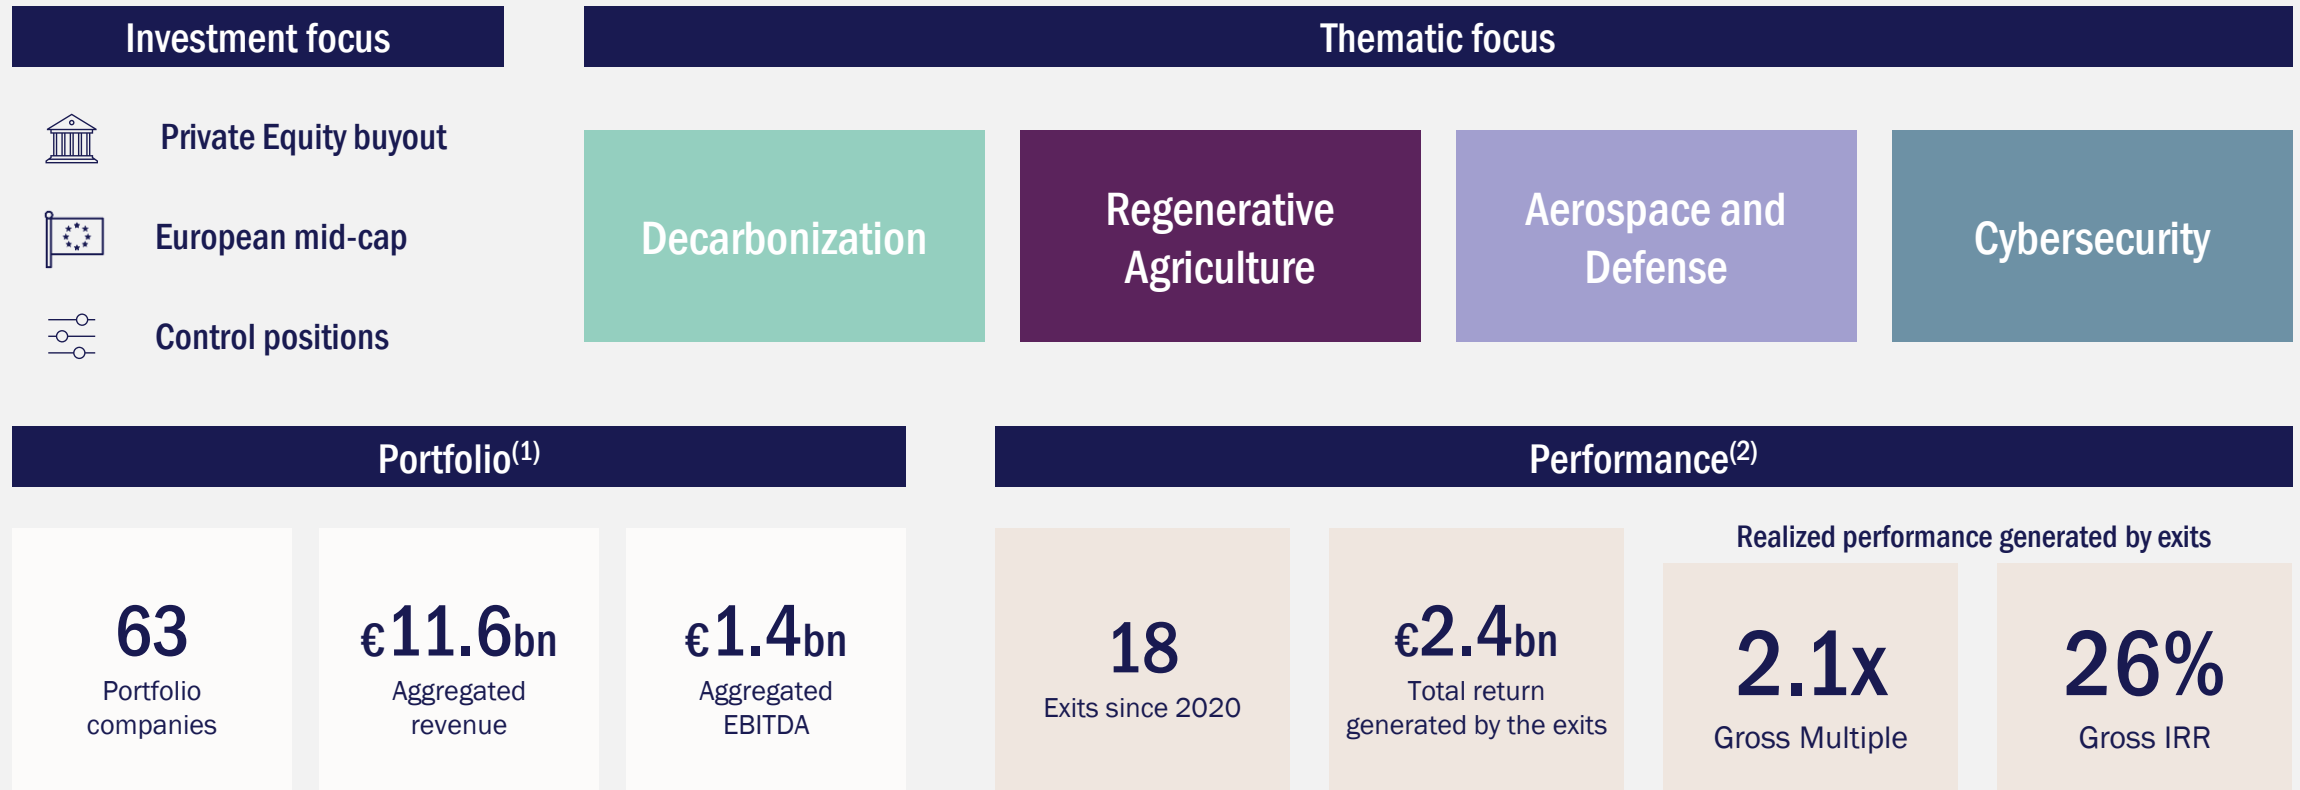 Investment focus
Private Equity buyout
European mid-cap
Control positions
Thematic focus
Decarbonization
Regenerative
Agriculture
Aerospace and
Defense
Cybersecurity
Portfolio(1)
63
Portfolio
companies
€11.6bn
Aggregated
revenue
€1.4bn
Aggregated
EBITDA
Performance(2)
18
Exits since 2020
€2.4bn
Total return
generated by the exits
Realized performance generated by exits
2.1x
Gross Multiple
26%
Gross IRR